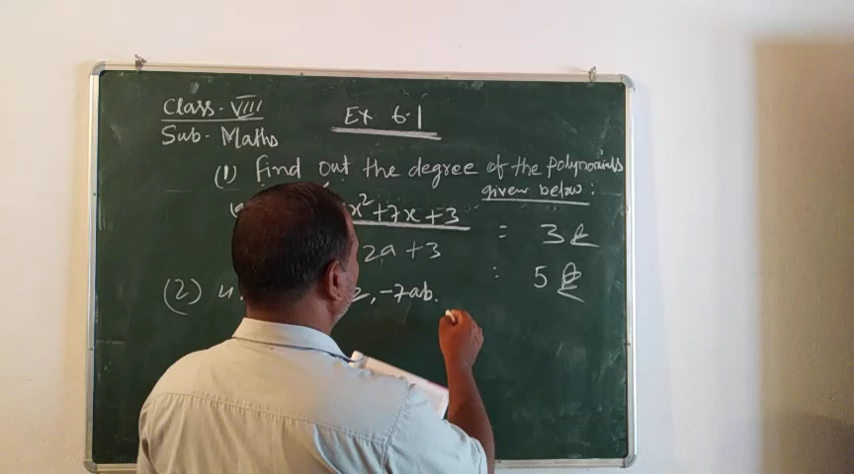 Class - VIII
Sub - Maths
Ex 6.1
(1) Find out the degree of the polynomials
given below:
x²+7x+3 = 3
2a+3 : 5
(2) , -7ab.